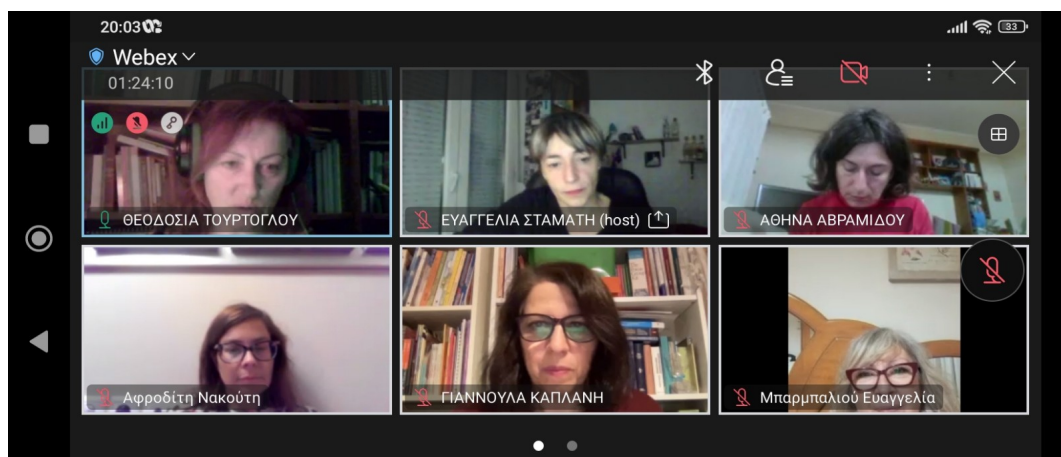 20:03
33
Webex
01:24:10
ΘΕΟΔΟΣΙΑ ΤΟΥΡΤΟΓΛΟΥ
ΕΥΑΓΓΕΛΙΑ ΣΤΑΜΑΤΗ (host)
ΑΘΗΝΑ ΑΒΡΑΜΙΔΟΥ
Αφροδίτη Νακούτη
ΓΙΑΝΝΟΥΛΑ ΚΑΠΛΑΝΗ
Μπαρμπαλιού Ευαγγελία